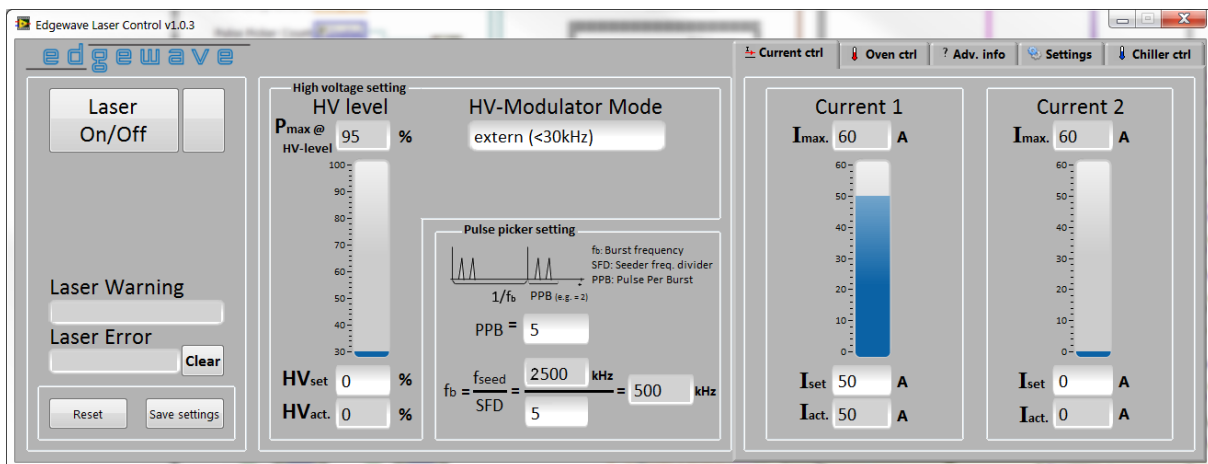 Edgewave Laser Control v1.0.3
edgewave
Laser
On/Off
Laser Warning
Laser Error
Clear
Reset
Save settings
High voltage setting
HV level
Pmax @
HV-level
95 %
100
90
80
70
60
50
40
30
HVset 0 %
HVact. 0 %
HV-Modulator Mode
extern (<30kHz)
Pulse picker setting
fb: Burst frequency
SFD: Seeder freq. divider
PPB: Pulse Per Burst
1/fb PPB (e.g. = 2)
PPB = 5
fb = fseed / SFD = 2500 kHz / 5 = 500 kHz
Current ctrl
Oven ctrl
? Adv. info
Settings
Chiller ctrl
Current 1
Imax. 60 A
60
50
40
30
20
10
0
Iset 50 A
Iact. 50 A
Current 2
Imax. 60 A
60
50
40
30
20
10
0
Iset 0 A
Iact. 0 A